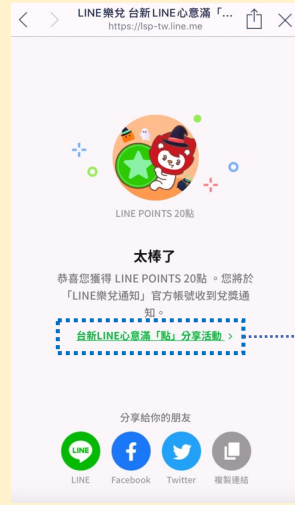 LINE樂兌 台新LINE心意滿「...
https://lsp-tw.line.me
LINE POINTS 20點
太棒了
恭喜您獲得 LINE POINTS 20點 。您將於
「LINE樂兌通知」官方帳號收到兌獎通
知。
台新LINE心意滿「點」分享活動 >
分享給你的朋友
LINE
LINE Facebook Twitter 複製連結